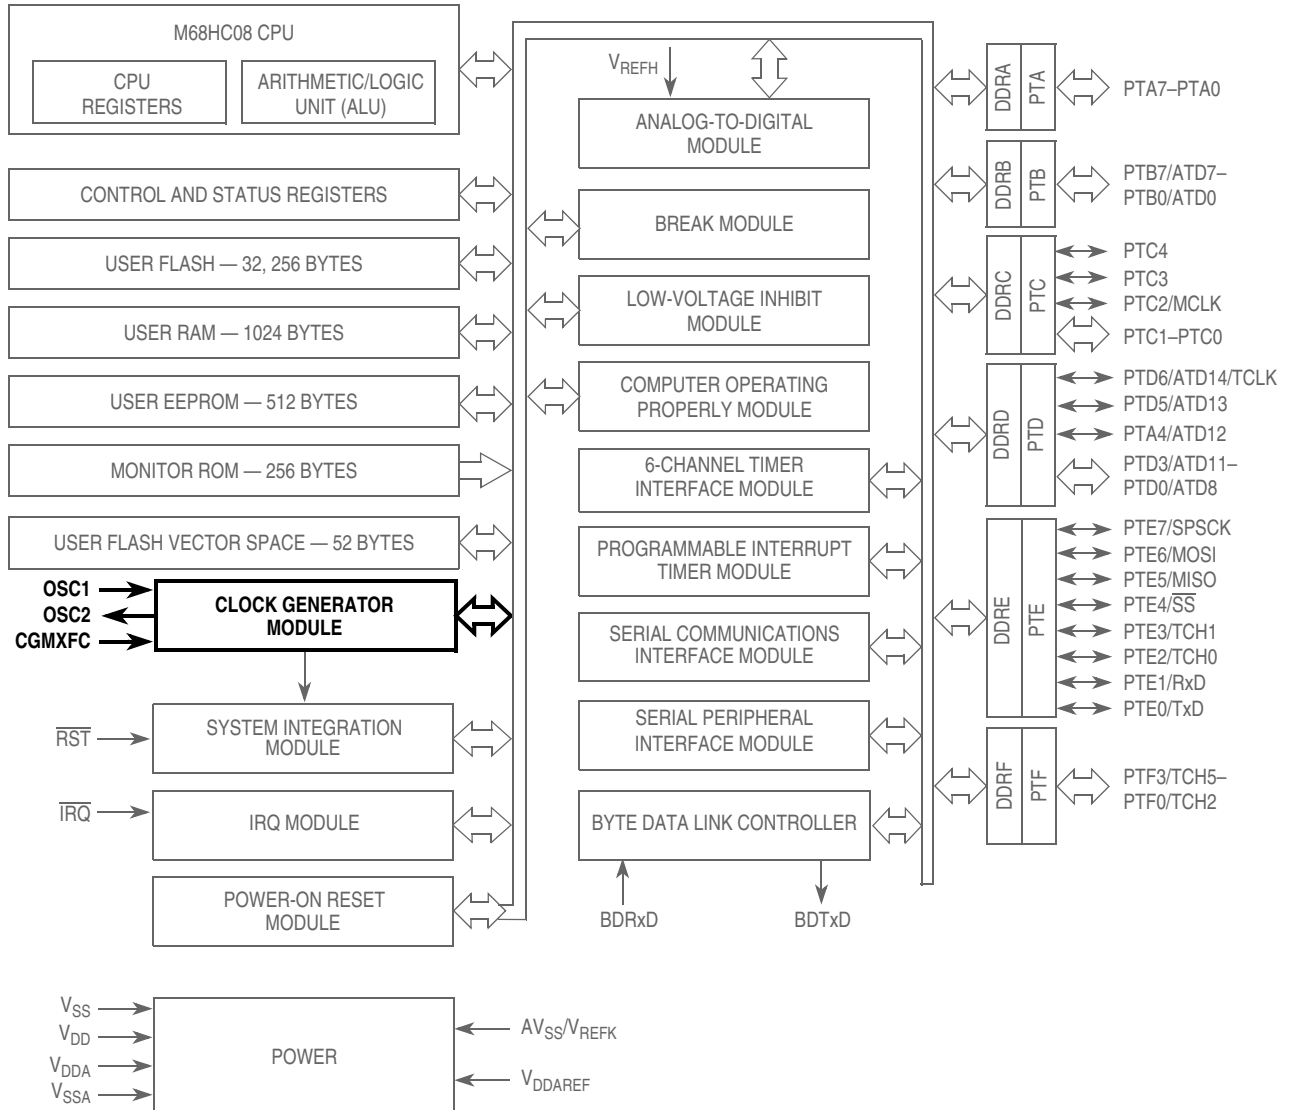 M68HC08 CPU
CPU
REGISTERS
ARITHMETIC/LOGIC
UNIT (ALU)
CONTROL AND STATUS REGISTERS
USER FLASH — 32, 256 BYTES
USER RAM — 1024 BYTES
USER EEPROM — 512 BYTES
MONITOR ROM — 256 BYTES
USER FLASH VECTOR SPACE — 52 BYTES
OSC1
OSC2
CGMXFC
CLOCK GENERATOR
MODULE
RST
SYSTEM INTEGRATION
MODULE
IRQ
IRQ MODULE
POWER-ON RESET
MODULE
VSS
VDD
VDDA
VSSA
POWER
AVSS/VREFK
VDDAREF
VREFH
ANALOG-TO-DIGITAL
MODULE
BREAK MODULE
LOW-VOLTAGE INHIBIT
MODULE
COMPUTER OPERATING
PROPERLY MODULE
6-CHANNEL TIMER
INTERFACE MODULE
PROGRAMMABLE INTERRUPT
TIMER MODULE
SERIAL COMMUNICATIONS
INTERFACE MODULE
SERIAL PERIPHERAL
INTERFACE MODULE
BYTE DATA LINK CONTROLLER
BDRxD
BDTxD
DDRA
PTA
PTA7–PTA0
DDRB
PTB
PTB7/ATD7–
PTB0/ATD0
DDRC
PTC
PTC4
PTC3
PTC2/MCLK
PTC1–PTC0
DDRD
PTD
PTD6/ATD14/TCLK
PTD5/ATD13
PTA4/ATD12
PTD3/ATD11–
PTD0/ATD8
DDRE
PTE
PTE7/SPSCK
PTE6/MOSI
PTE5/MISO
PTE4/SS
PTE3/TCH1
PTE2/TCH0
PTE1/RxD
PTE0/TxD
DDRF
PTF
PTF3/TCH5–
PTF0/TCH2